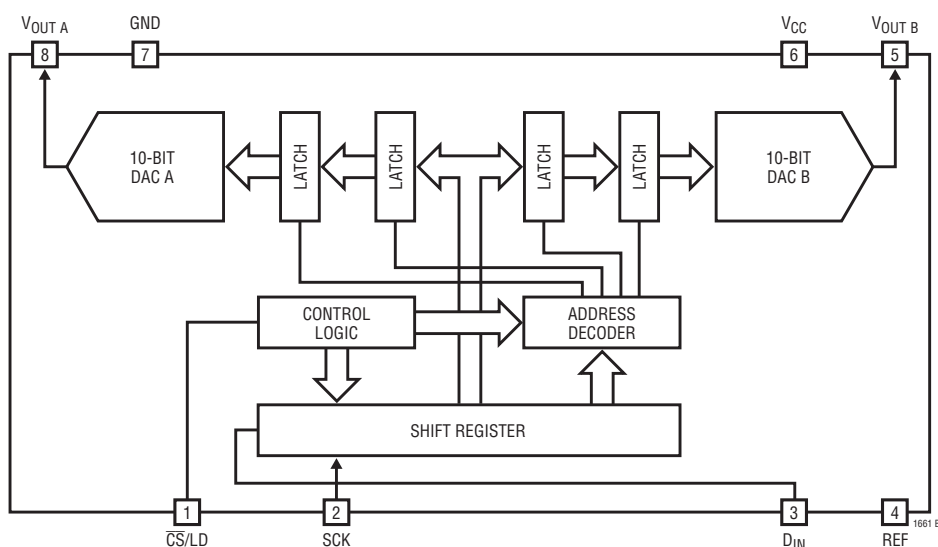 VOUT A
GND
VCC
VOUT B
8
7
6
5
10-BIT
DAC A
LATCH
LATCH
LATCH
LATCH
10-BIT
DAC B
CONTROL
LOGIC
ADDRESS
DECODER
SHIFT REGISTER
1
2
3
4
CS/LD
SCK
DIN
REF
1661 B